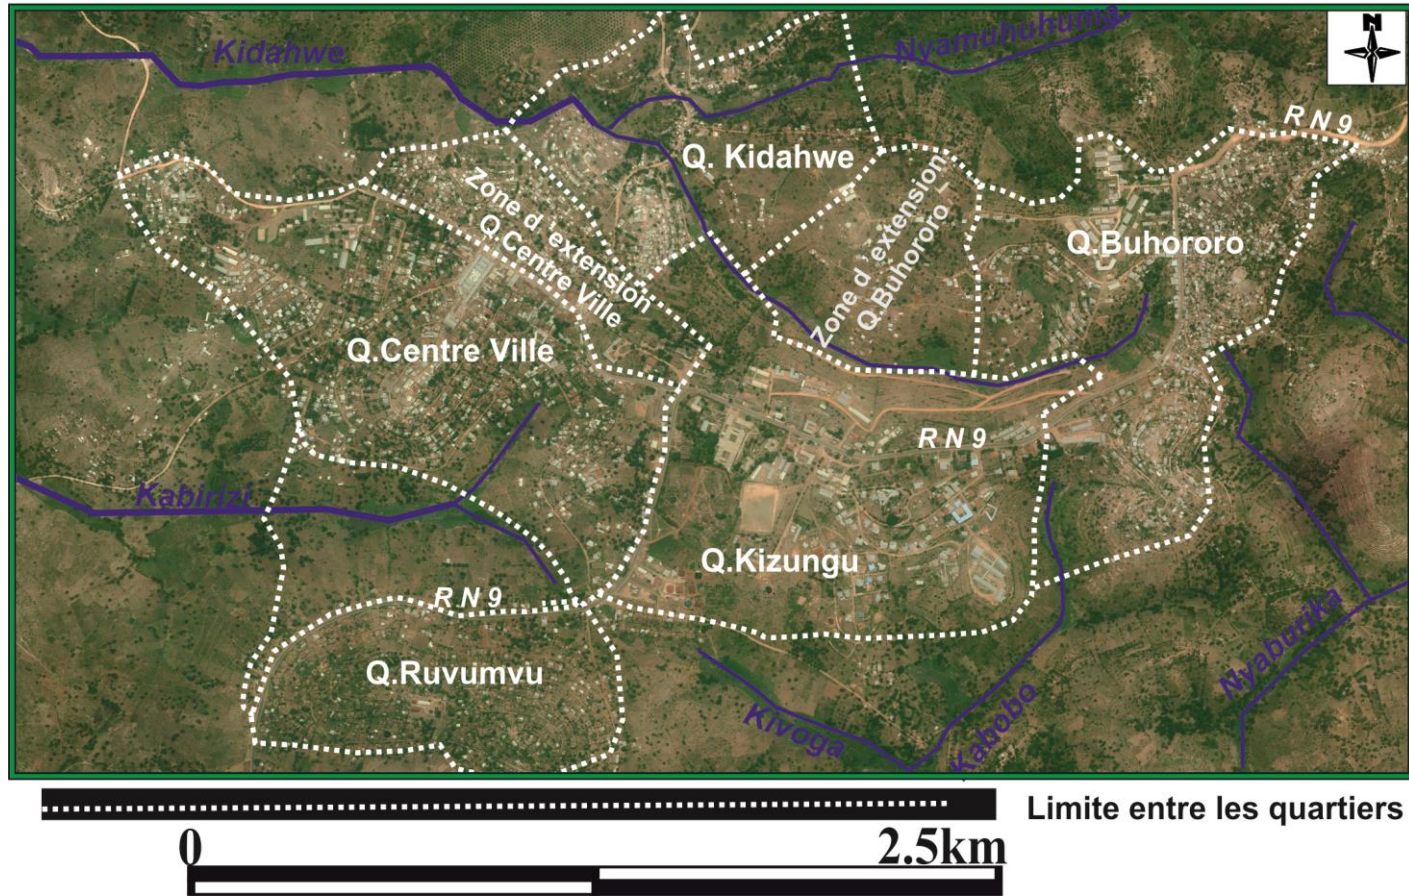 N
Kidahwe
Nyamuhuhuma
R N 9
Q. Kidahwe
Zone d 'extension
Q.Centre Ville
Zone d 'extension
Q.Buhororo
Q.Buhororo
Q.Centre Ville
R N 9
Kabirizi
Q.Kizungu
R N 9
Q.Ruvumvu
Kivoga
Kabobo
Nyaburika
Limite entre les quartiers
0
2.5km